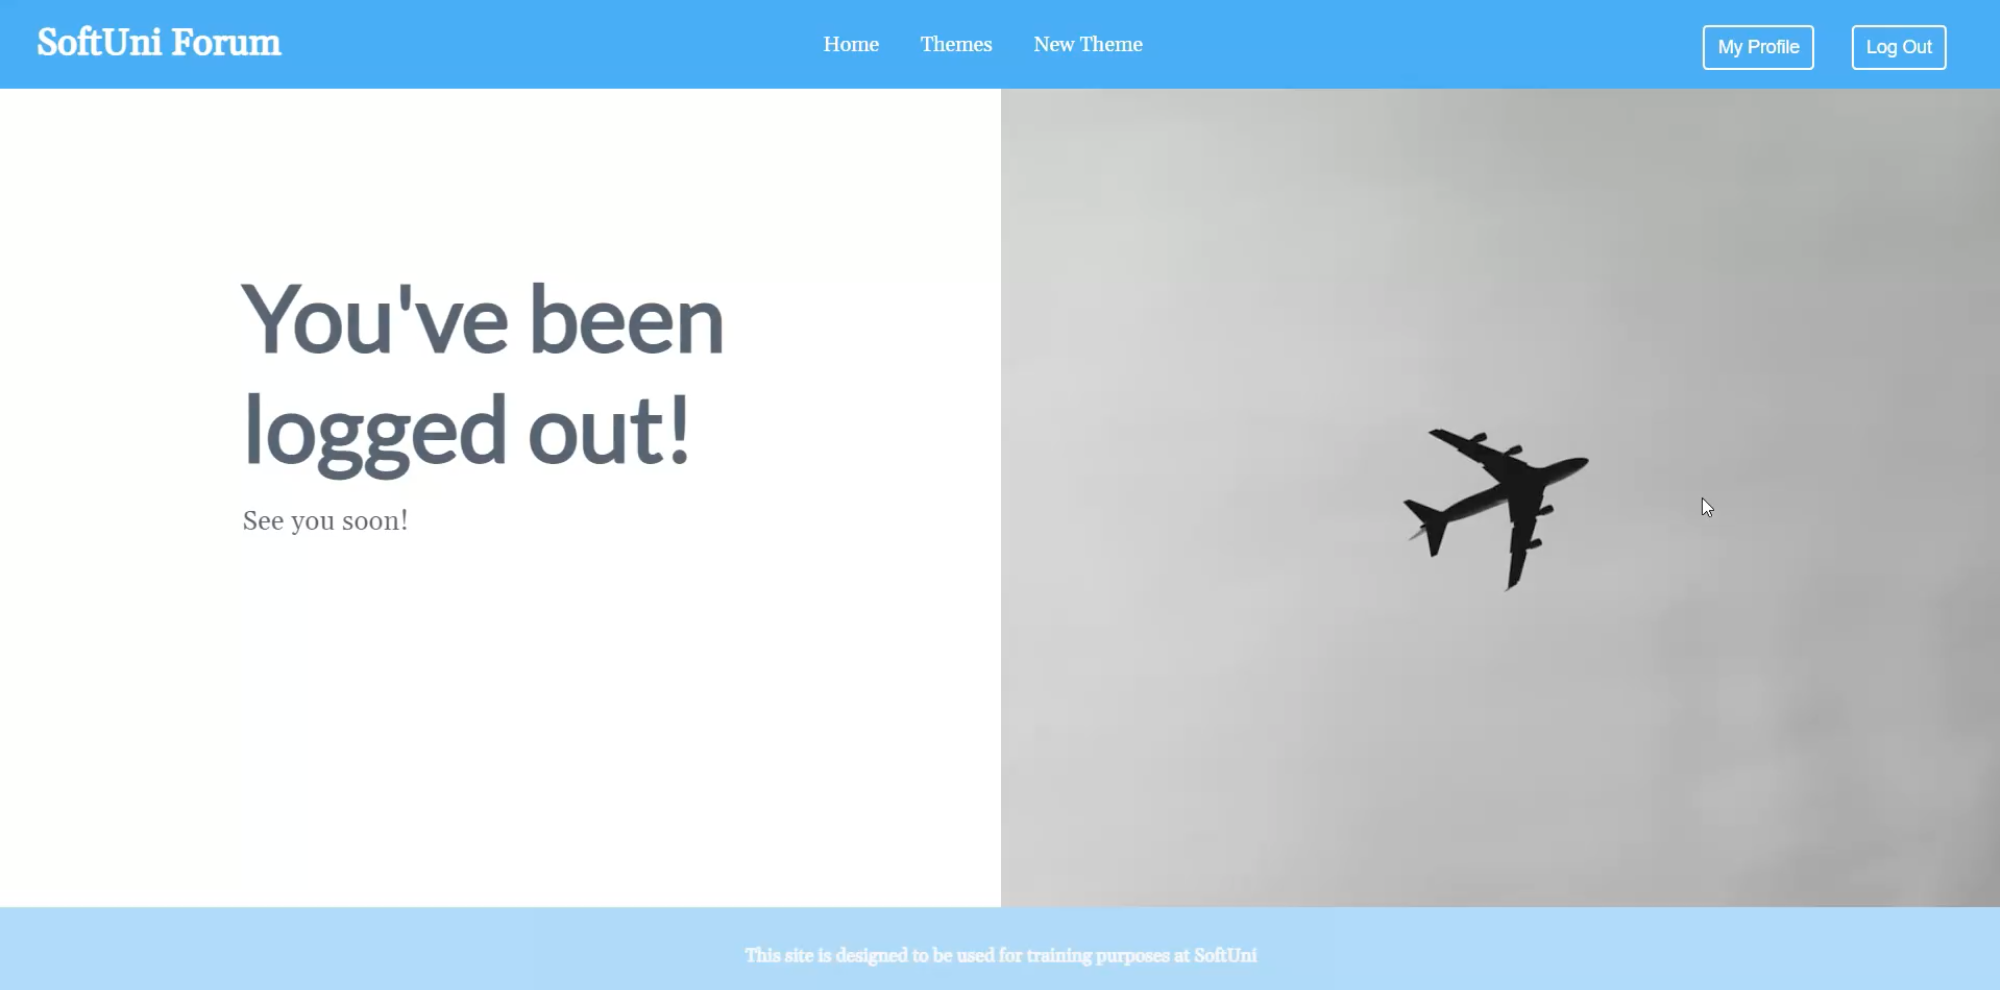 SoftUni Forum
Home Themes New Theme
My Profile Log Out
You've been
logged out!
See you soon!
This site is designed to be used for training purposes at SoftUni